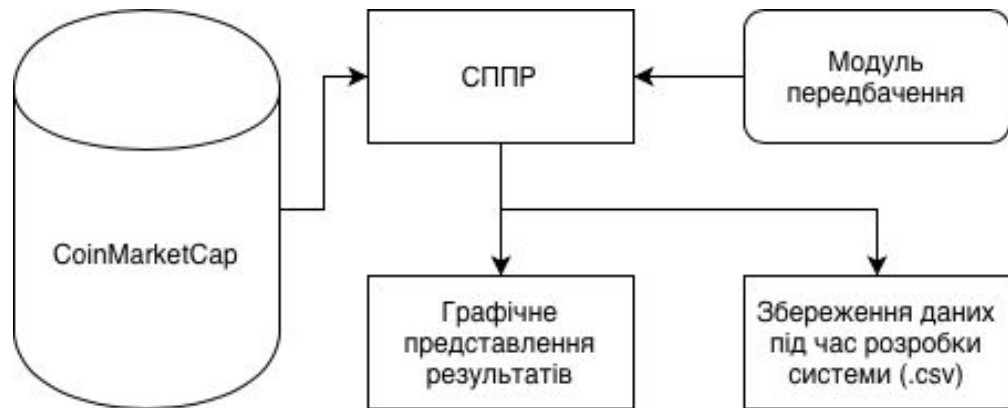 СППР
Модуль
передбачення
CoinMarketCap
Графічне
представлення
результатів
Збереження даних
під час розробки
системи (.csv)